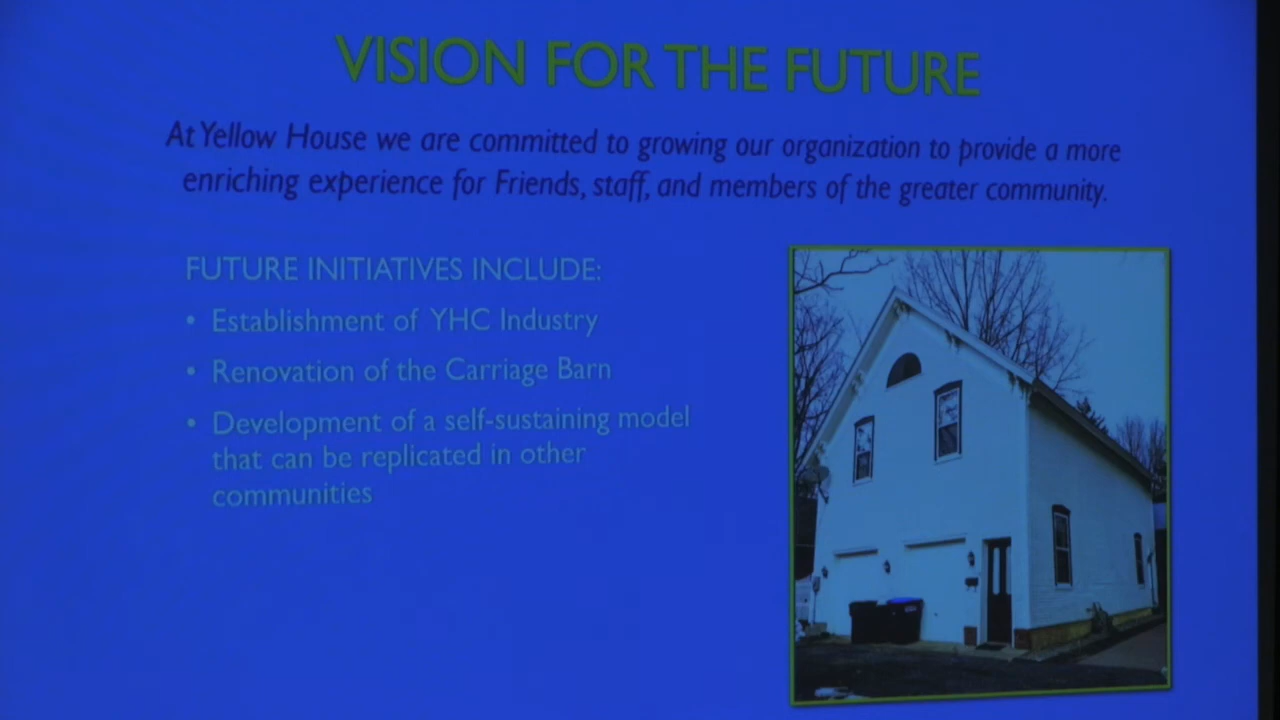 VISION FOR THE FUTURE
At Yellow House we are committed to growing our organization to provide a more
enriching experience for Friends, staff, and members of the greater community.
FUTURE INITIATIVES INCLUDE:
• Establishment of YHC Industry
• Renovation of the Carriage Barn
• Development of a self-sustaining model
that can be replicated in other
communities